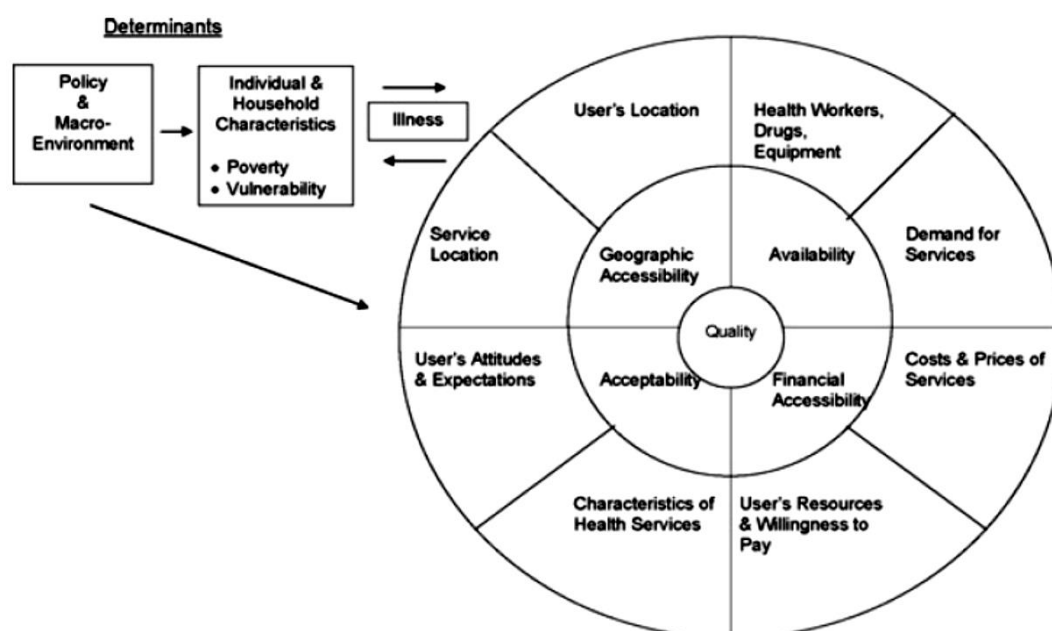 Determinants
Policy
&
Macro-
Environment
Individual &
Household
Characteristics
• Poverty
• Vulnerability
Illness
User's Location
Health Workers,
Drugs,
Equipment
Service
Location
Geographic
Accessibility
Availability
Demand for
Services
Quality
User's Attitudes
& Expectations
Acceptability
Financial
Accessibility
Costs & Prices of
Services
Characteristics of
Health Services
User's Resources
& Willingness to
Pay